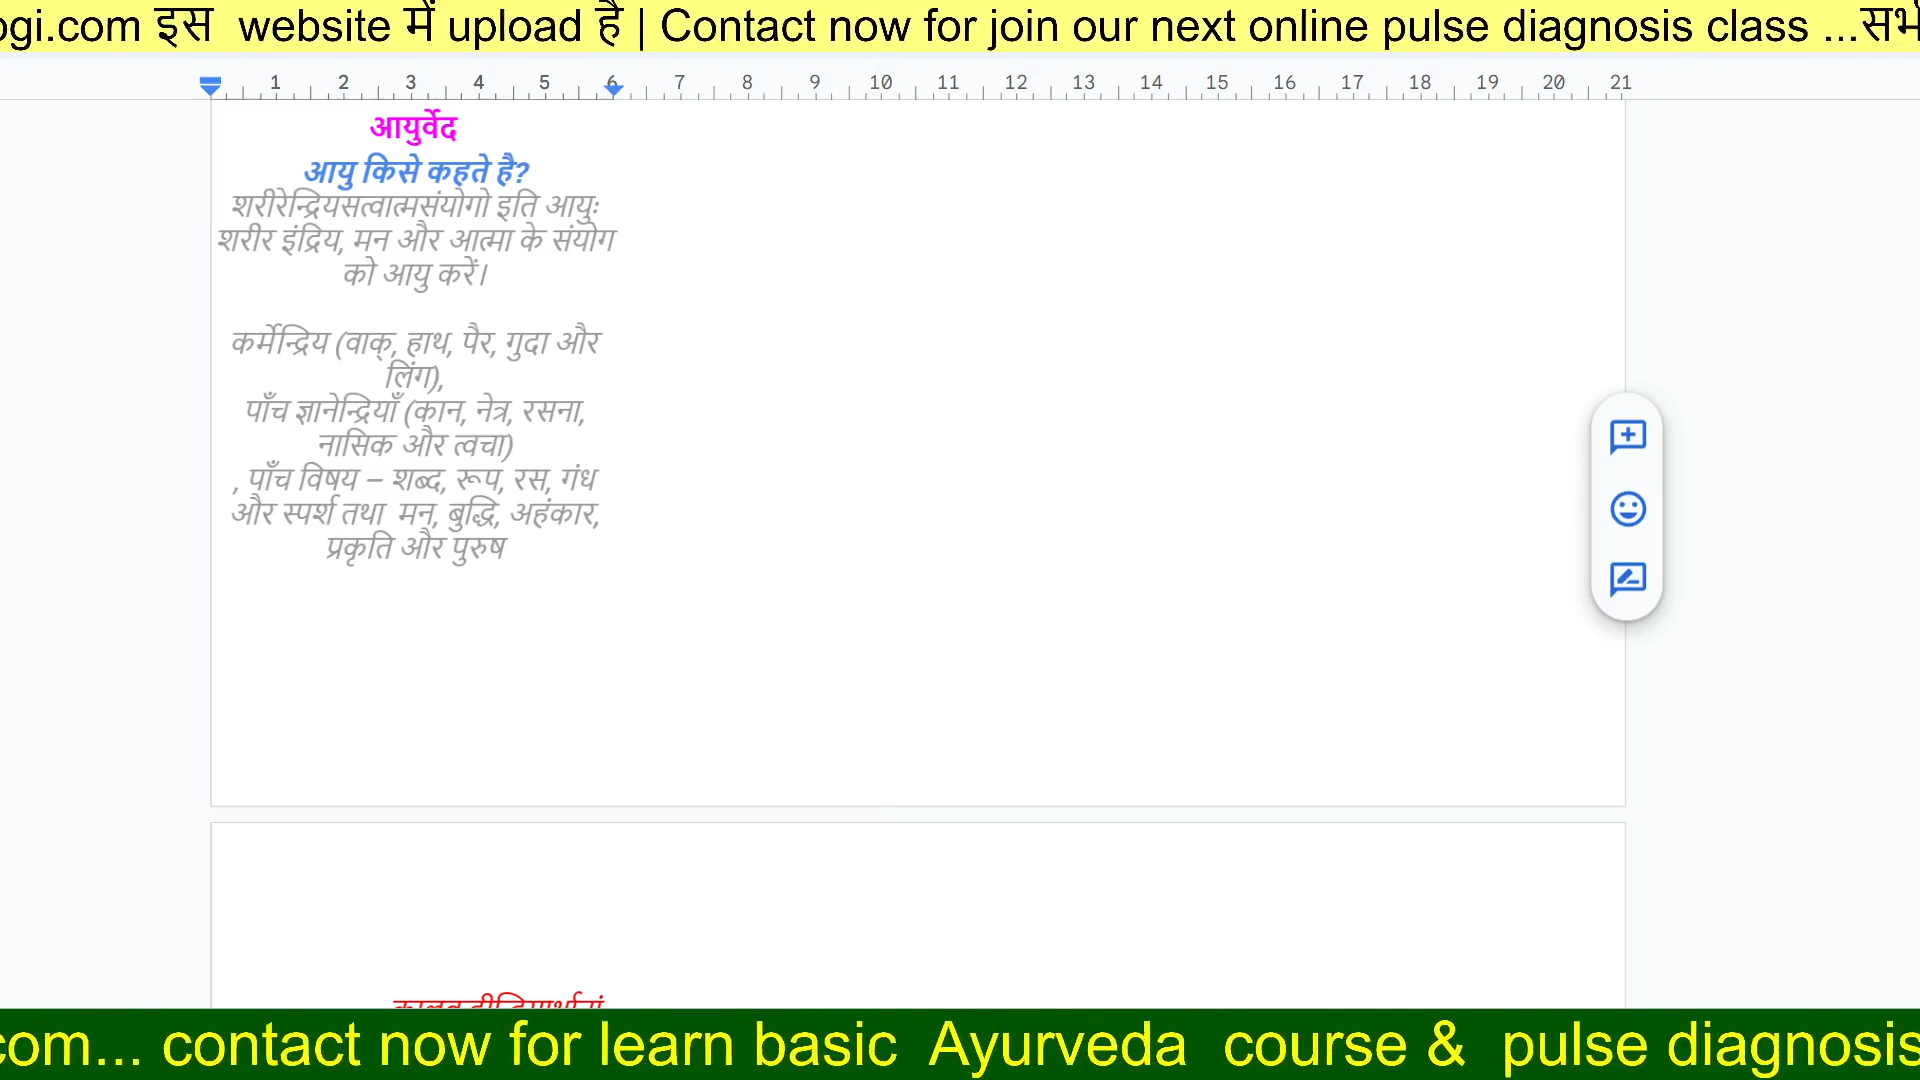 ogi.com इस website में upload है | Contact now for join our next online pulse diagnosis class ...सभ
1 2 3 4 5 6 7 8 9 10 11 12 13 14 15 16 17 18 19 20 21
आयुर्वेद
आयु किसे कहते है?
शरीरेन्द्रियसत्वात्मसंयोगो इति आयुः
शरीर इंद्रिय, मन और आत्मा के संयोग
को आयु करें।
कर्मेन्द्रिय (वाक्, हाथ, पैर, गुदा और
लिंग),
पाँच ज्ञानेन्द्रियाँ (कान, नेत्र, रसना,
नासिक और त्वचा)
, पाँच विषय – शब्द, रूप, रस, गंध
और स्पर्श तथा मन, बुद्धि, अहंकार,
प्रकृति और पुरुष
com... contact now for learn basic Ayurveda course & pulse diagnosis